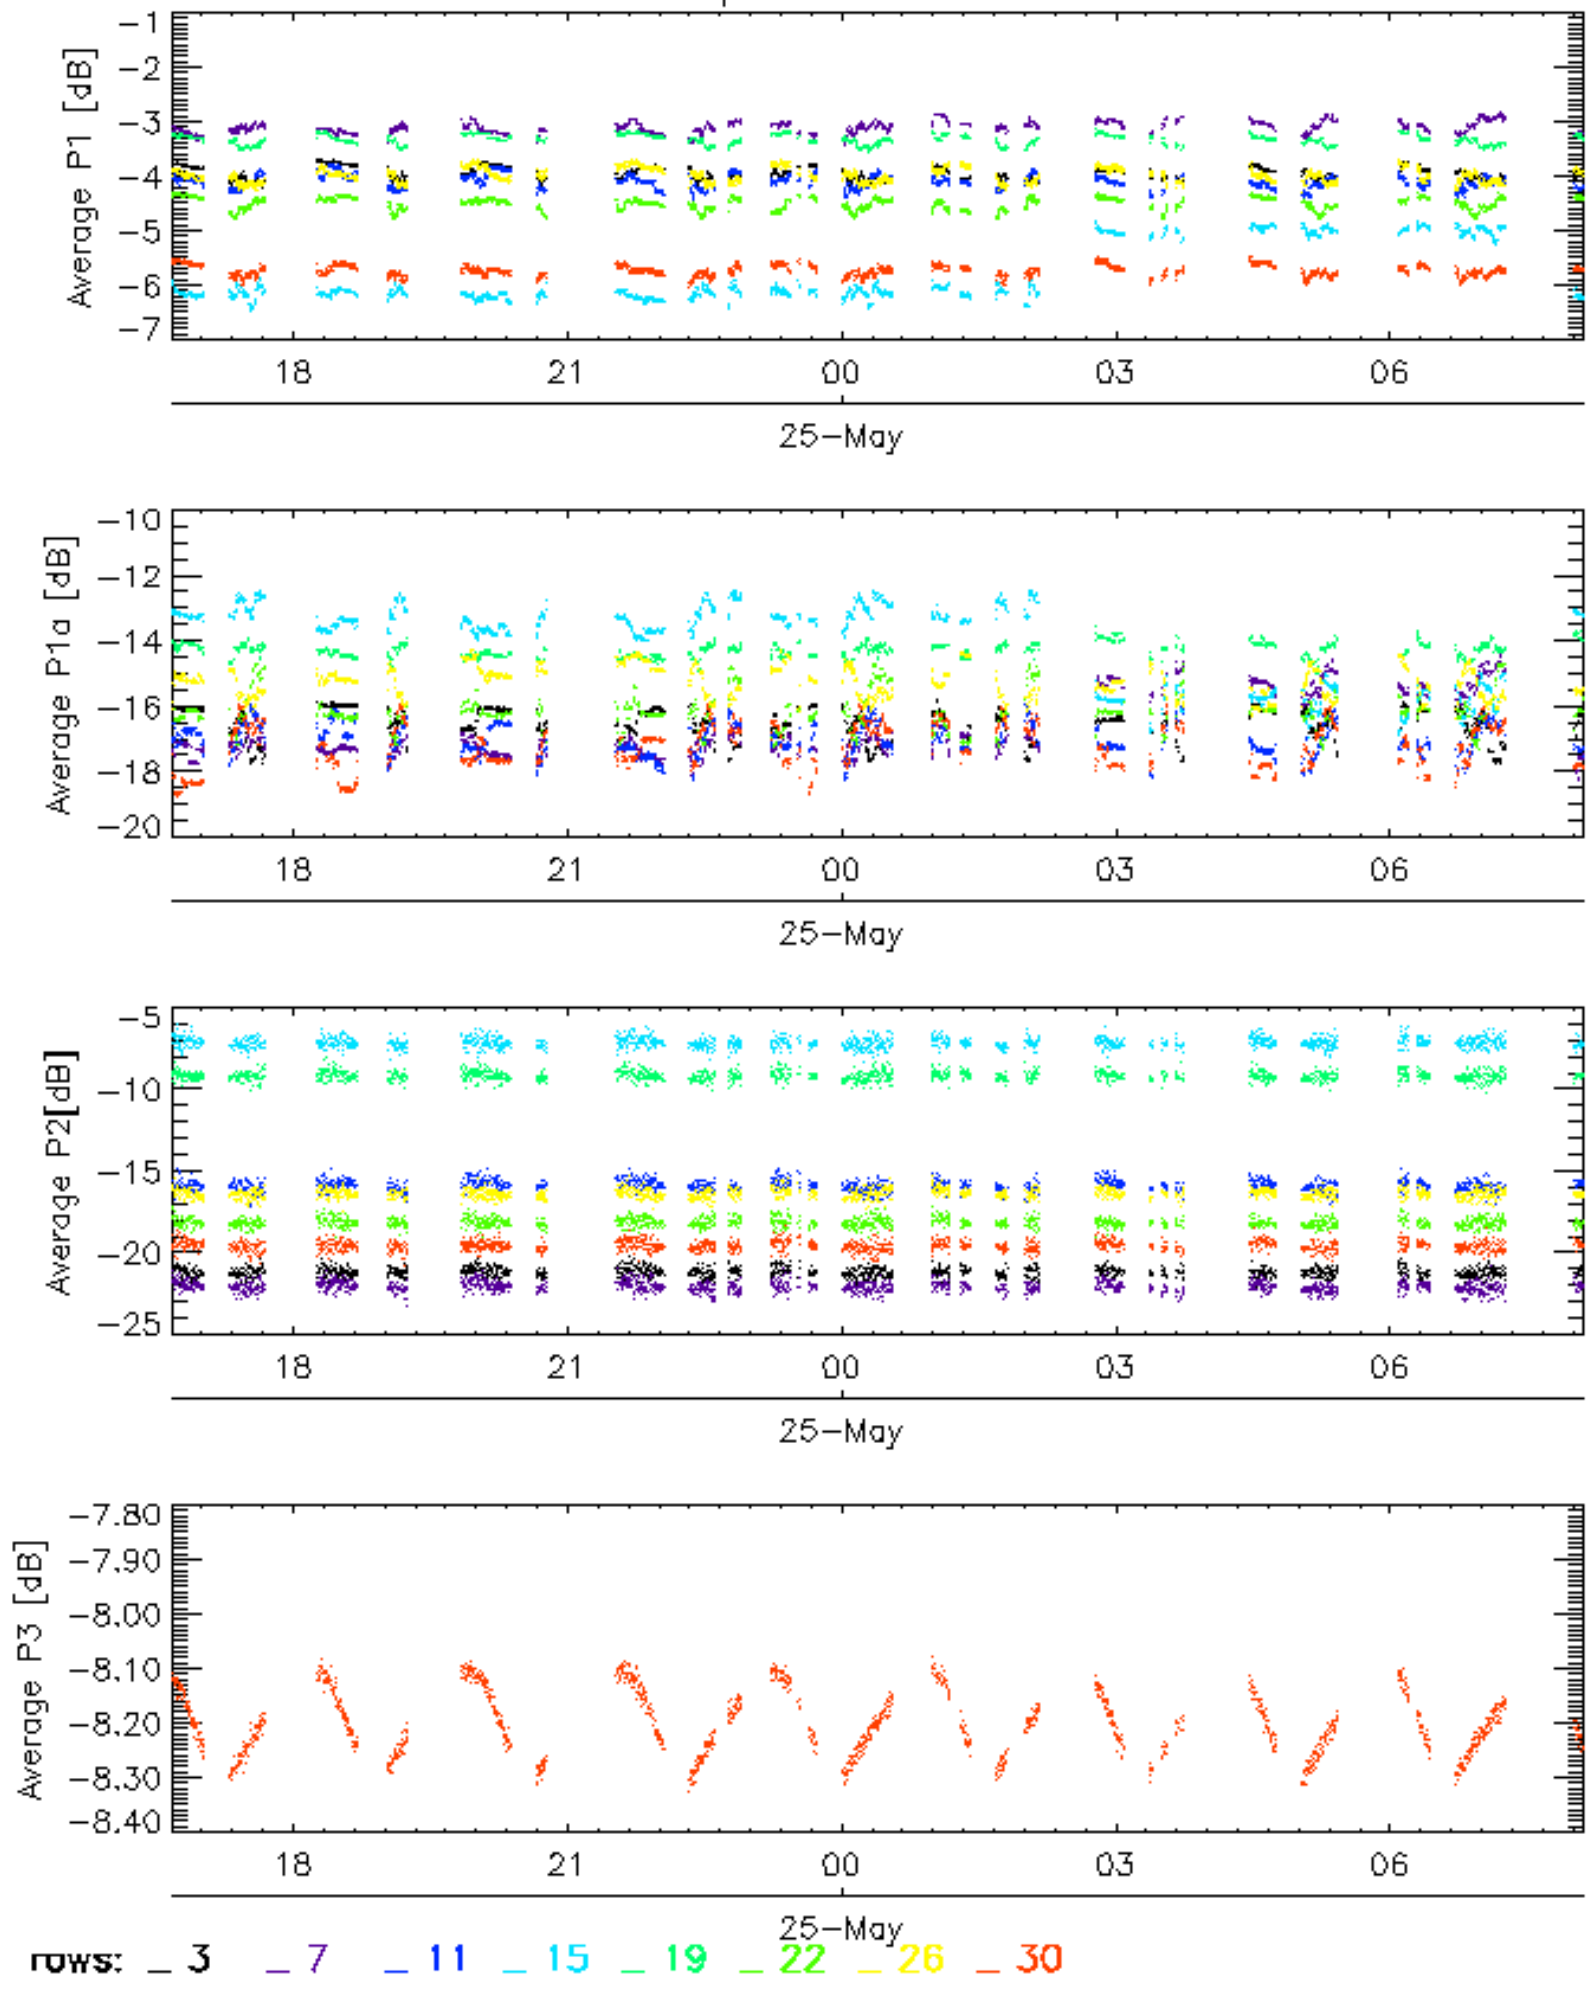 Average P1 [dB]
−1
−2
−3
−4
−5
−6
−7
18 21 00 03 06
25−May
Average P1a [dB]
−10
−12
−14
−16
−18
−20
18 21 00 03 06
25−May
Average P2[dB]
−5
−10
−15
−20
−25
18 21 00 03 06
25−May
Average P3 [dB]
−7.80
−7.90
−8.00
−8.10
−8.20
−8.30
−8.40
18 21 00 03 06
25−May
rows: _ 3 _ 7 _ 11 _ 15 _ 19 _ 22 _ 26 _ 30